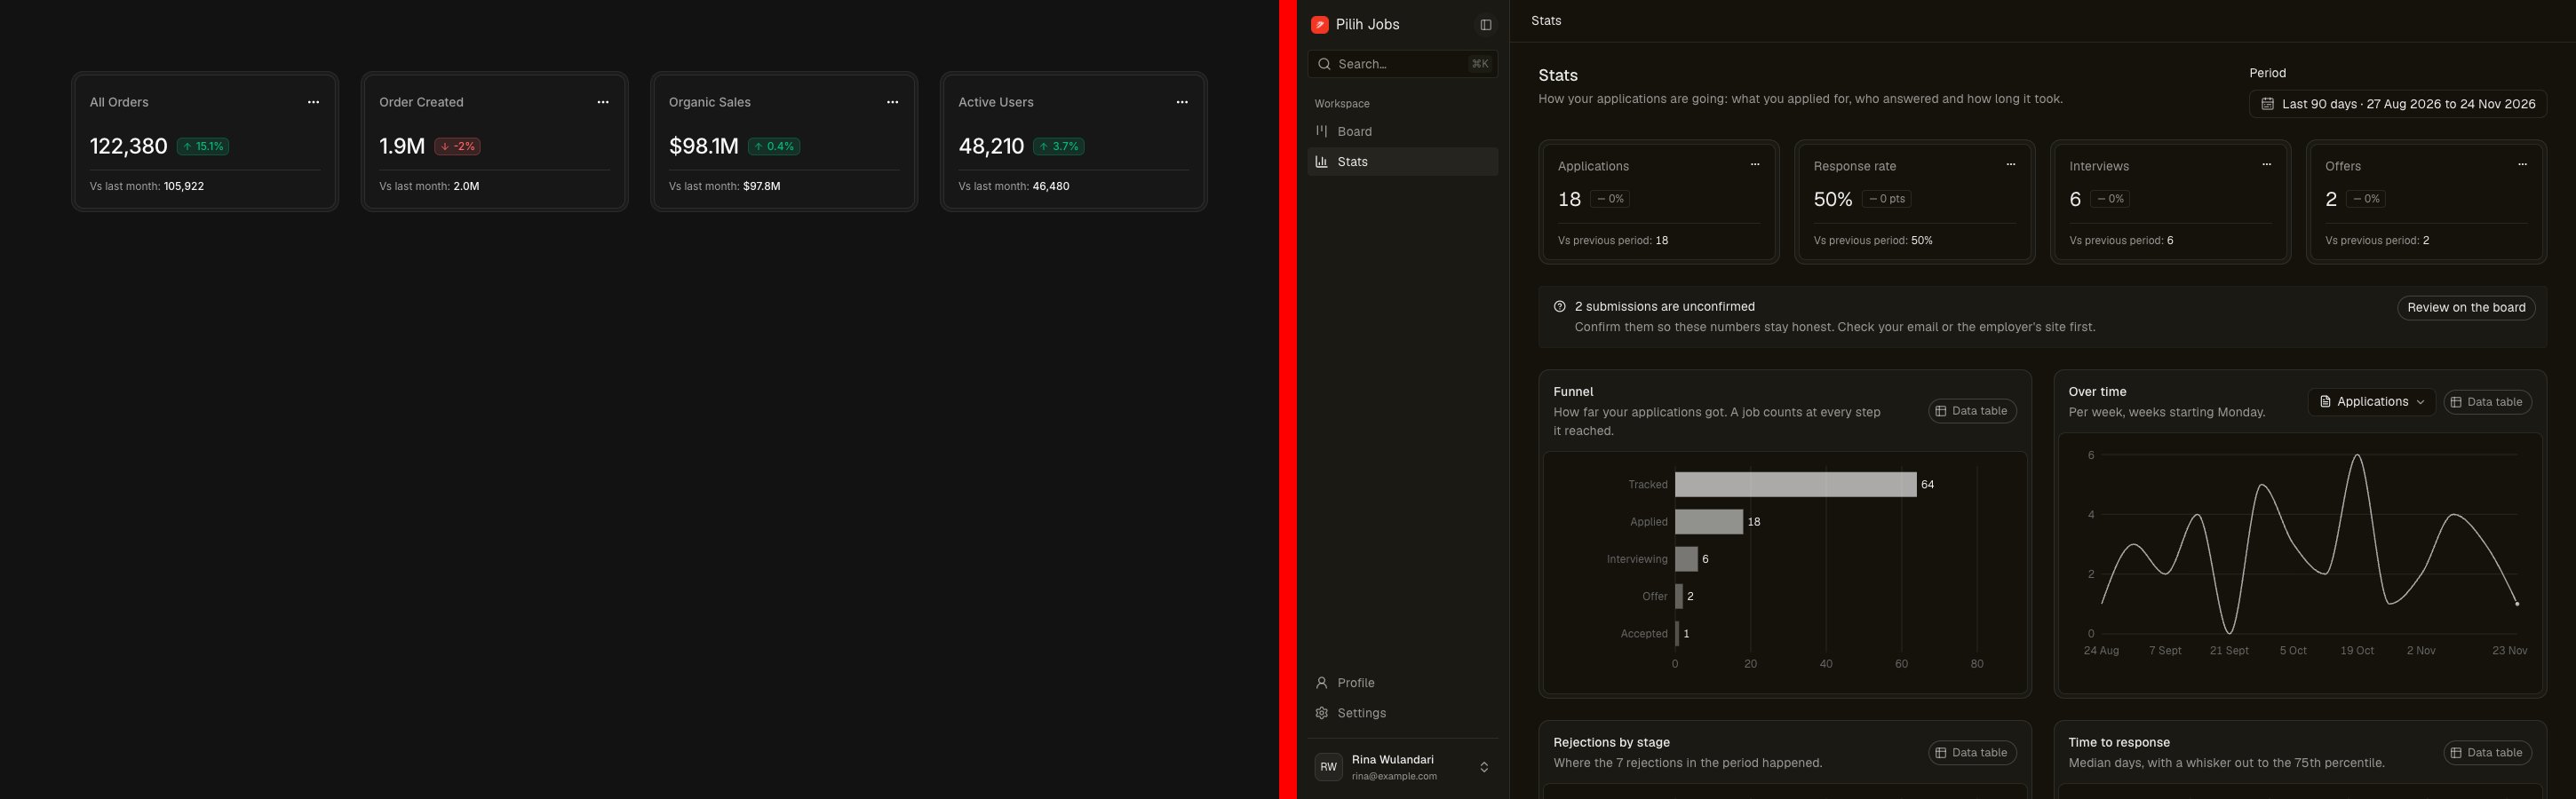 All Orders
...
122,380
↑ 15.1%
Vs last month: 105,922
Order Created
...
1.9M
↓ -2%
Vs last month: 2.0M
Organic Sales
...
$98.1M
↑ 0.4%
Vs last month: $97.8M
Active Users
...
48,210
↑ 3.7%
Vs last month: 46,480
Pilih Jobs
Search...
⌘K
Workspace
Board
Stats
Profile
Settings
RW
Rina Wulandari
rina@example.com
Stats
Stats
How your applications are going: what you applied for, who answered and how long it took.
Period
Last 90 days · 27 Aug 2026 to 24 Nov 2026
Applications
...
18
— 0%
Vs previous period: 18
Response rate
...
50%
— 0 pts
Vs previous period: 50%
Interviews
...
6
— 0%
Vs previous period: 6
Offers
...
2
— 0%
Vs previous period: 2
2 submissions are unconfirmed
Confirm them so these numbers stay honest. Check your email or the employer's site first.
Review on the board
Funnel
How far your applications got. A job counts at every step
it reached.
Data table
Tracked
64
Applied
18
Interviewing
6
Offer
2
Accepted
1
0 20 40 60 80
Over time
Per week, weeks starting Monday.
Applications
Data table
6
4
2
0
24 Aug 7 Sept 21 Sept 5 Oct 19 Oct 2 Nov 23 Nov
Rejections by stage
Where the 7 rejections in the period happened.
Data table
Time to response
Median days, with a whisker out to the 75th percentile.
Data table